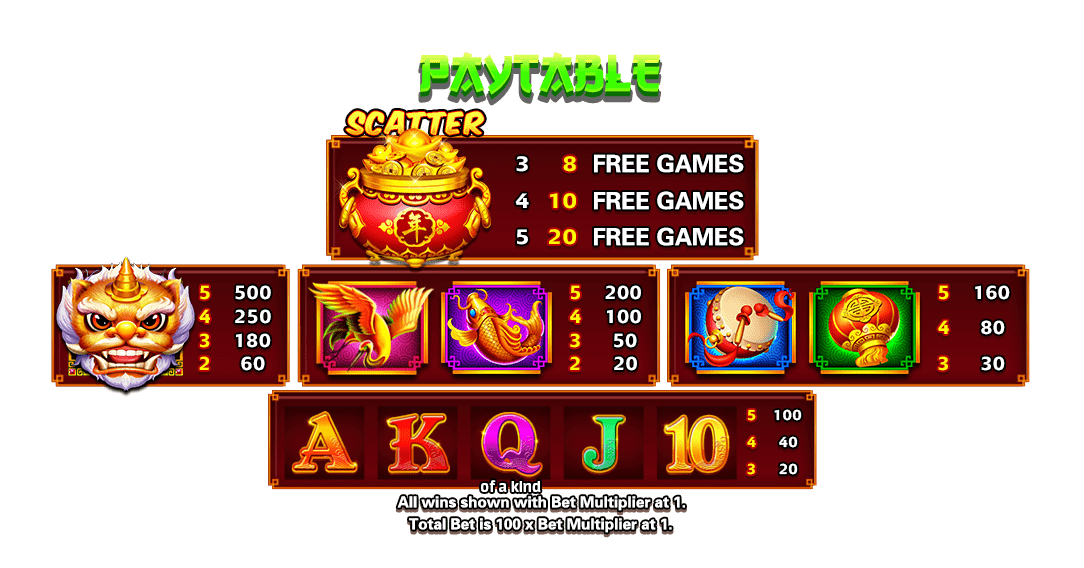 PAYTABLE
SCATTER
年
3 8 FREE GAMES
4 10 FREE GAMES
5 20 FREE GAMES
5 500
4 250
3 180
2 60
5 200
4 100
3 50
2 20
5 160
4 80
3 30
A K Q J 10
5 100
4 40
3 20
of a kind
All wins shown with Bet Multiplier at 1.
Total Bet is 100 x Bet Multiplier at 1.